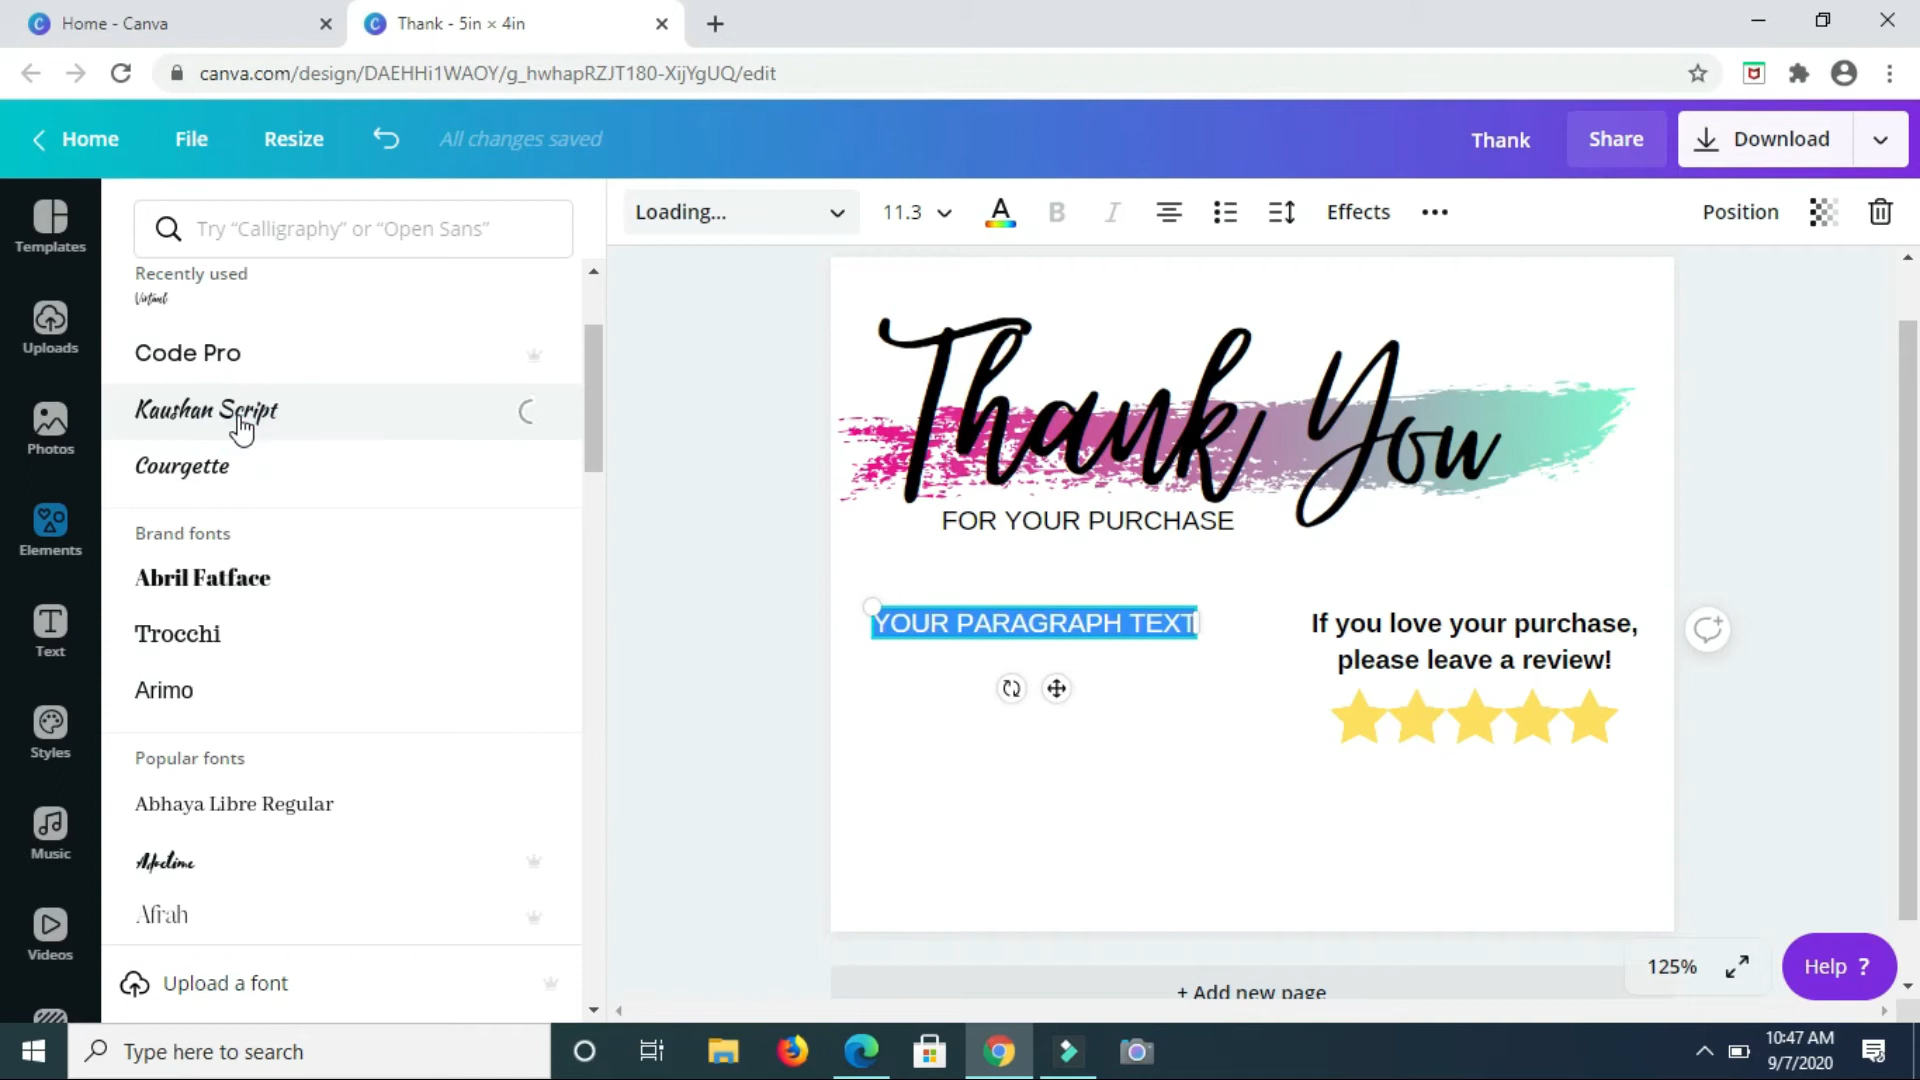 Home - Canva
Thank - 5in × 4in
canva.com/design/DAEHHi1WAOY/g_hwhapRZJT180-XijYgUQ/edit
Home
File
Resize
All changes saved
Thank
Share
Download
Templates
Uploads
Photos
Elements
Text
Styles
Music
Videos
Try “Calligraphy” or “Open Sans”
Recently used
Virtual
Code Pro
Kaushan Script
Courgette
Brand fonts
Abril Fatface
Trocchi
Arimo
Popular fonts
Abhaya Libre Regular
Afrah
Upload a font
Loading...
11.3
A
B
I
Effects
Position
Thank You
FOR YOUR PURCHASE
YOUR PARAGRAPH TEXT
If you love your purchase,
please leave a review!
+ Add new page
125%
Help ?
Type here to search
10:47 AM
9/7/2020